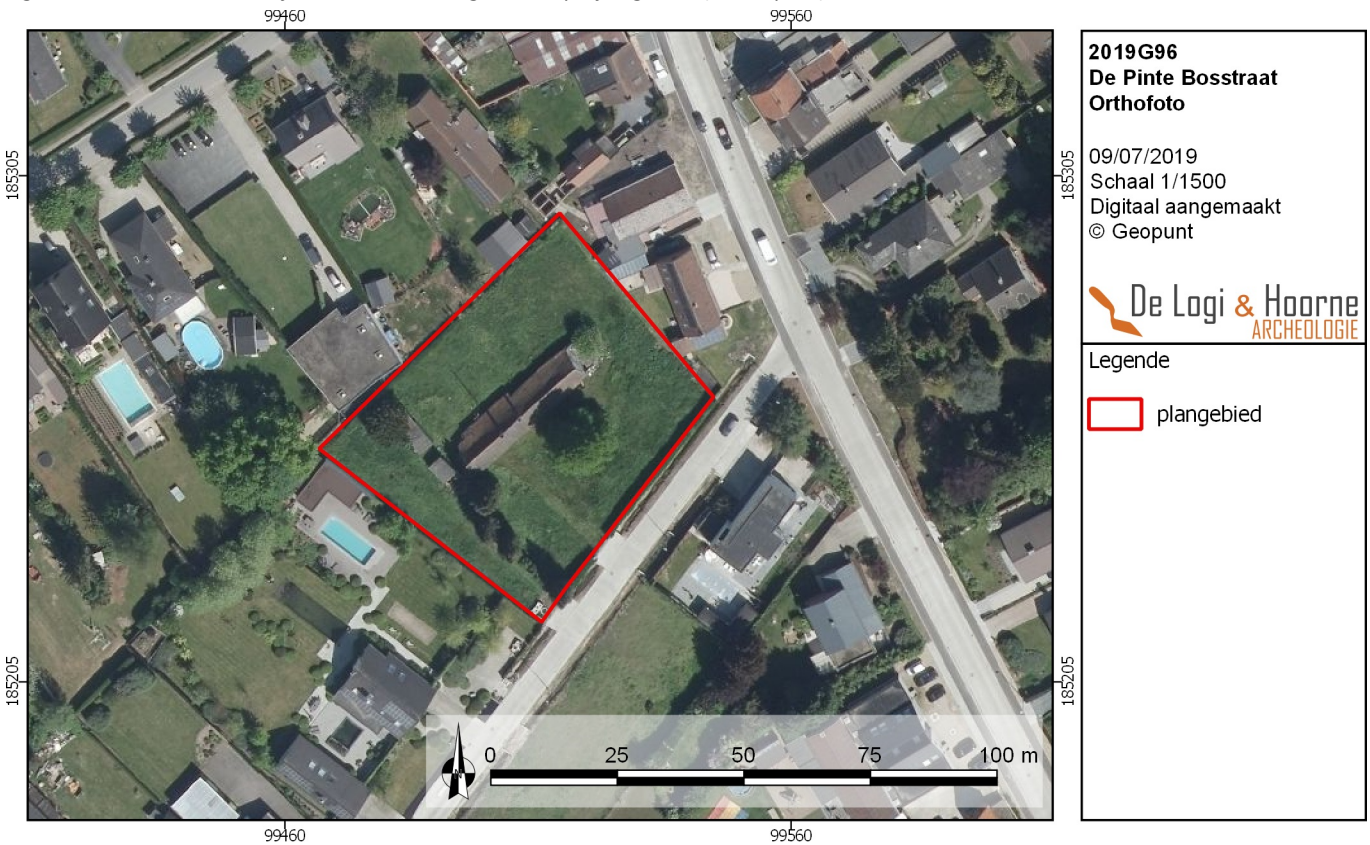 99460
99560
185305
185305
185205
185205
99460
99560
0 25 50 75 100 m
N
2019G96
De Pinte Bosstraat
Orthofoto
09/07/2019
Schaal 1/1500
Digitaal aangemaakt
© Geopunt
De Logi & Hoorne
ARCHEOLOGIE
Legende
plangebied